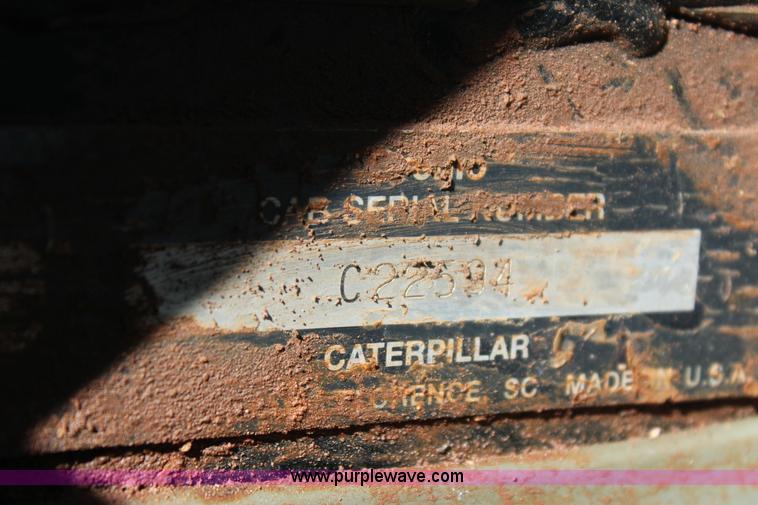 CAB SERIAL NUMBER
C22594
CATERPILLAR
SC MADE IN U.S.A
www.purplewave.com